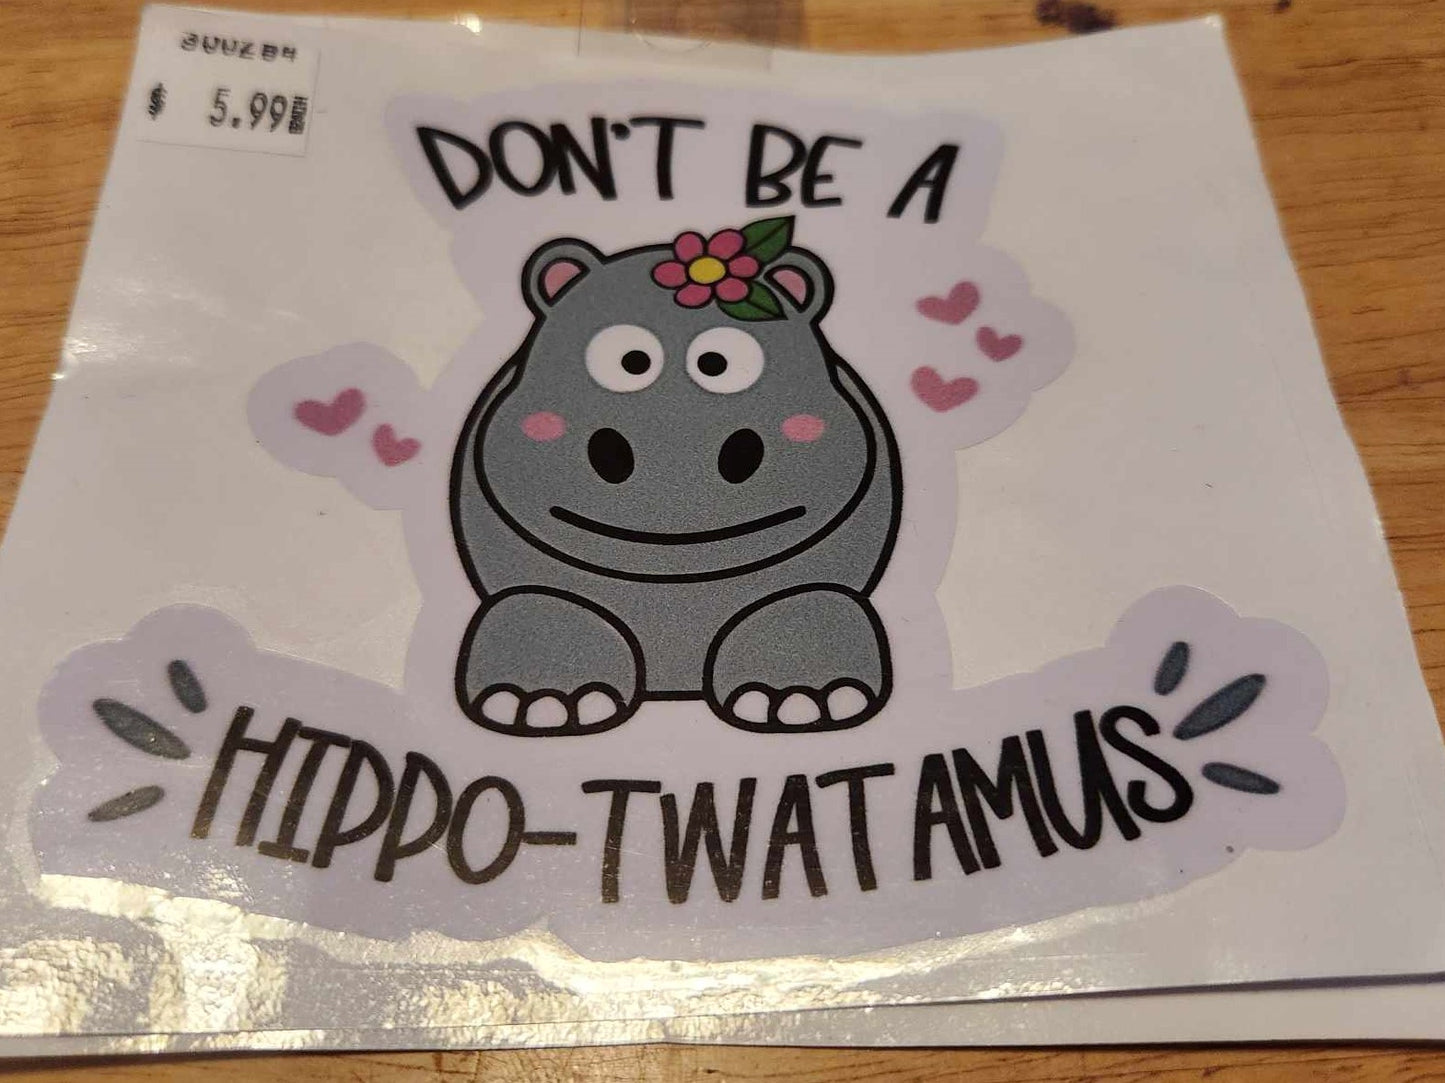 $ 5.99
DON'T BE A
HIPPO-TWATAMUS